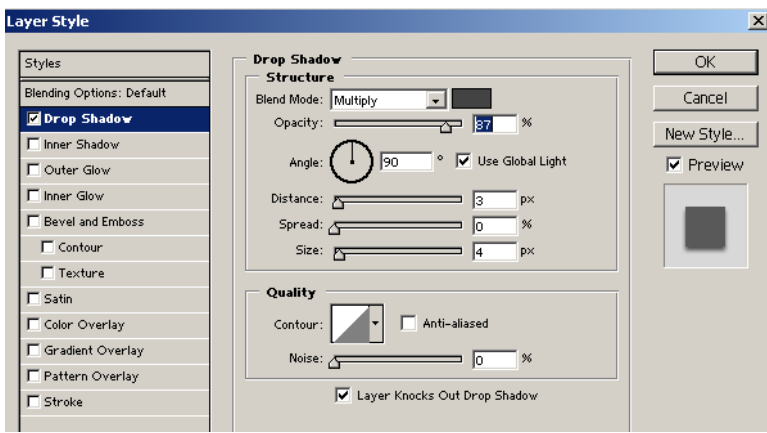 Layer Style
Styles
Blending Options: Default
Drop Shadow
Inner Shadow
Outer Glow
Inner Glow
Bevel and Emboss
Contour
Texture
Satin
Color Overlay
Gradient Overlay
Pattern Overlay
Stroke
Drop Shadow
Structure
Blend Mode: Multiply
Opacity: 87 %
Angle: 90 ° Use Global Light
Distance: 3 px
Spread: 0 %
Size: 4 px
Quality
Contour: Anti-aliased
Noise: 0 %
Layer Knocks Out Drop Shadow
OK
Cancel
New Style...
Preview